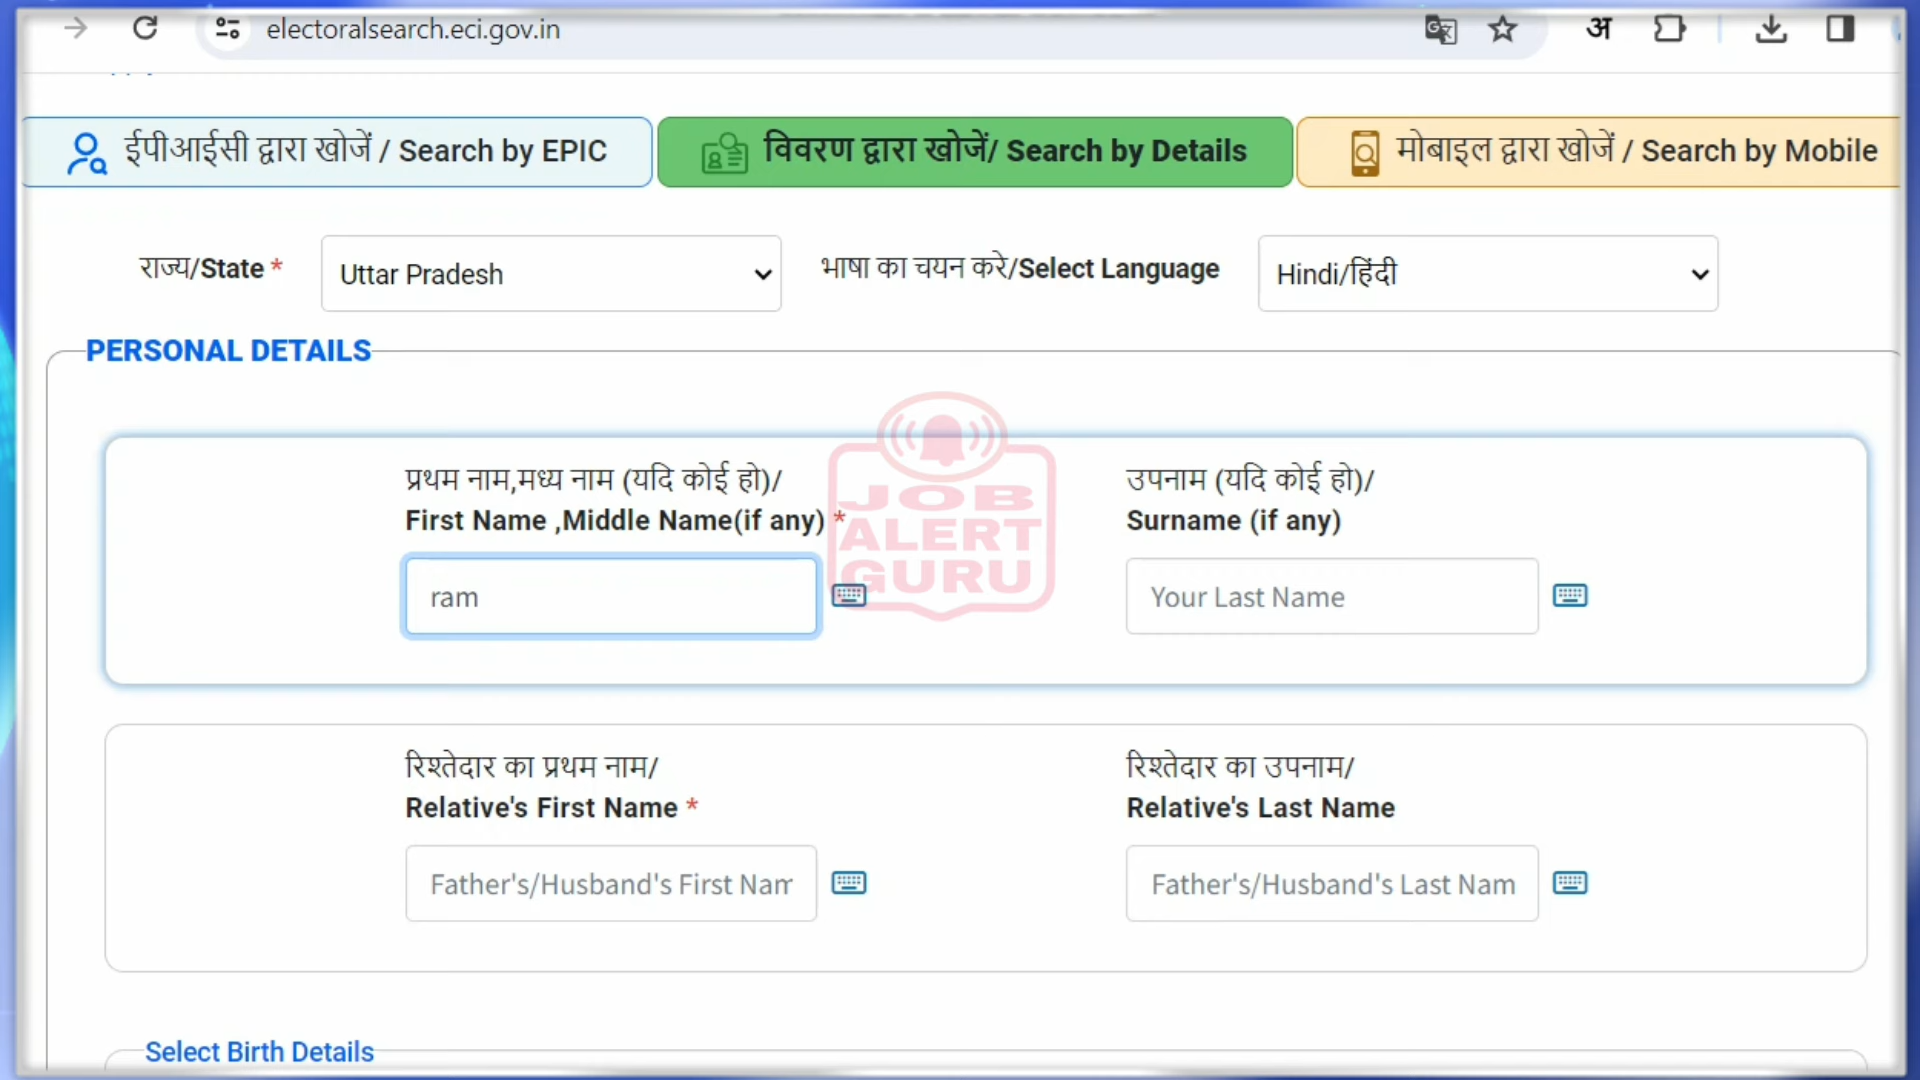 electoralsearch.eci.gov.in
अ
ईपीआईसी द्वारा खोजें / Search by EPIC
विवरण द्वारा खोजें/ Search by Details
मोबाइल द्वारा खोजें / Search by Mobile
राज्य/State *
Uttar Pradesh
भाषा का चयन करे/Select Language
Hindi/हिंदी
PERSONAL DETAILS
प्रथम नाम,मध्य नाम (यदि कोई हो)/
First Name ,Middle Name(if any) *
ram
उपनाम (यदि कोई हो)/
Surname (if any)
Your Last Name
JOB
ALERT
GURU
रिश्तेदार का प्रथम नाम/
Relative's First Name *
Father's/Husband's First Nam
रिश्तेदार का उपनाम/
Relative's Last Name
Father's/Husband's Last Nam
Select Birth Details